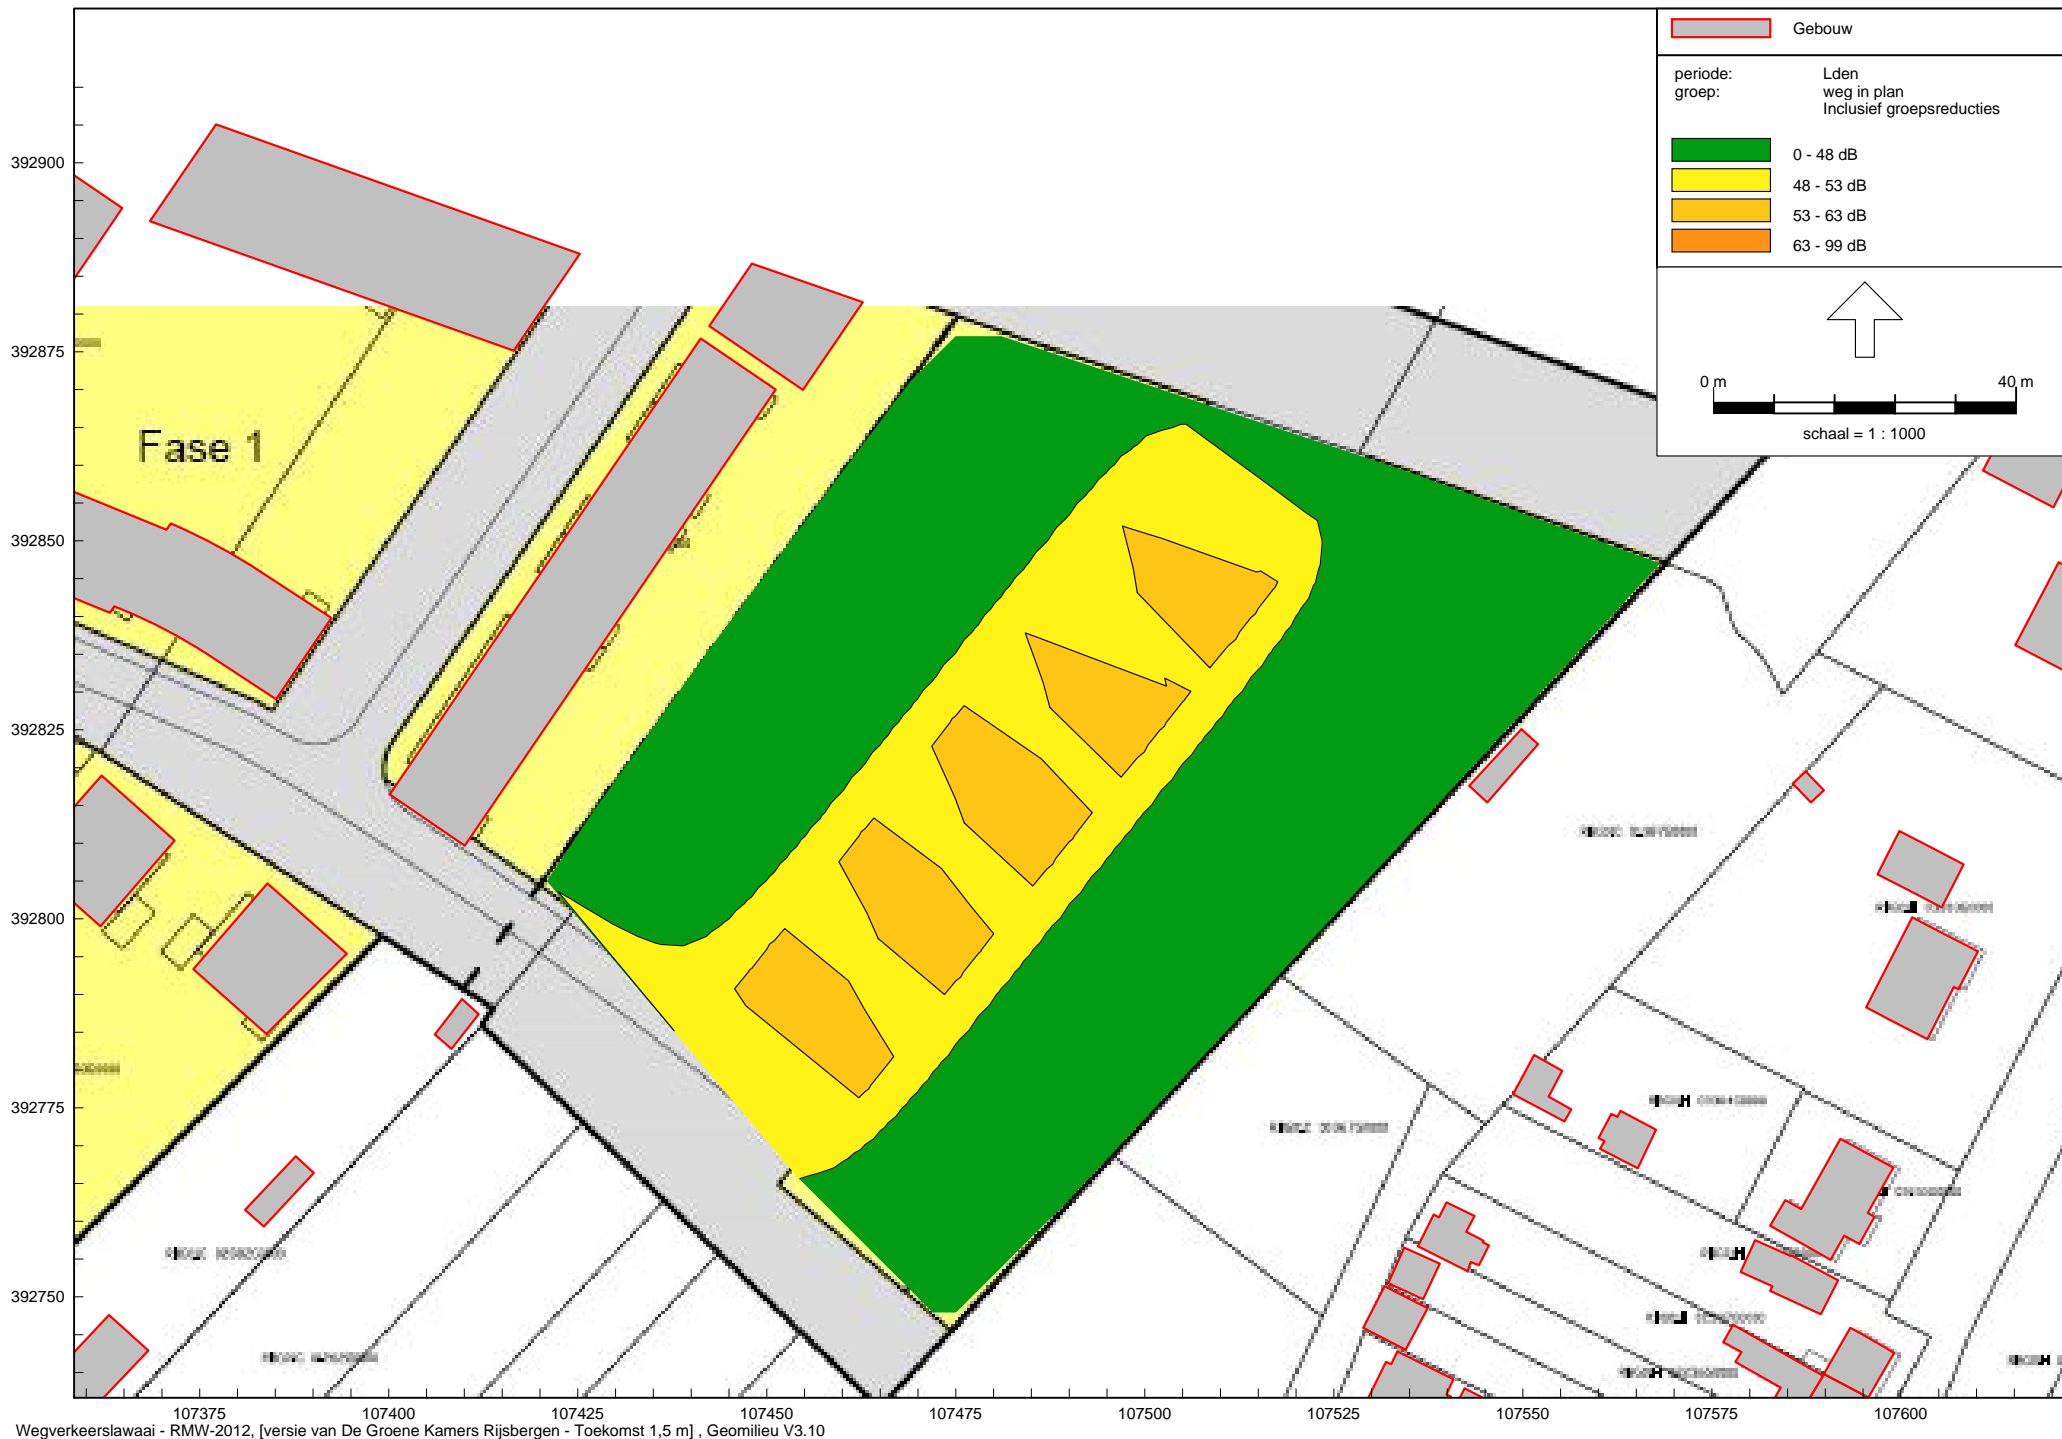 Gebouw
periode: Lden
groep: weg in plan
Inclusief groepsreducties
0 - 48 dB
48 - 53 dB
53 - 63 dB
63 - 99 dB
0 m 40 m
schaal = 1 : 1000
392900
392875
Fase 1
392850
392825
392800
392775
392750
107375 107400 107425 107450 107475 107500 107525 107550 107575 107600
Wegverkeerslawaai - RMW-2012, [versie van De Groene Kamers Rijsbergen - Toekomst 1,5 m] , Geomilieu V3.10